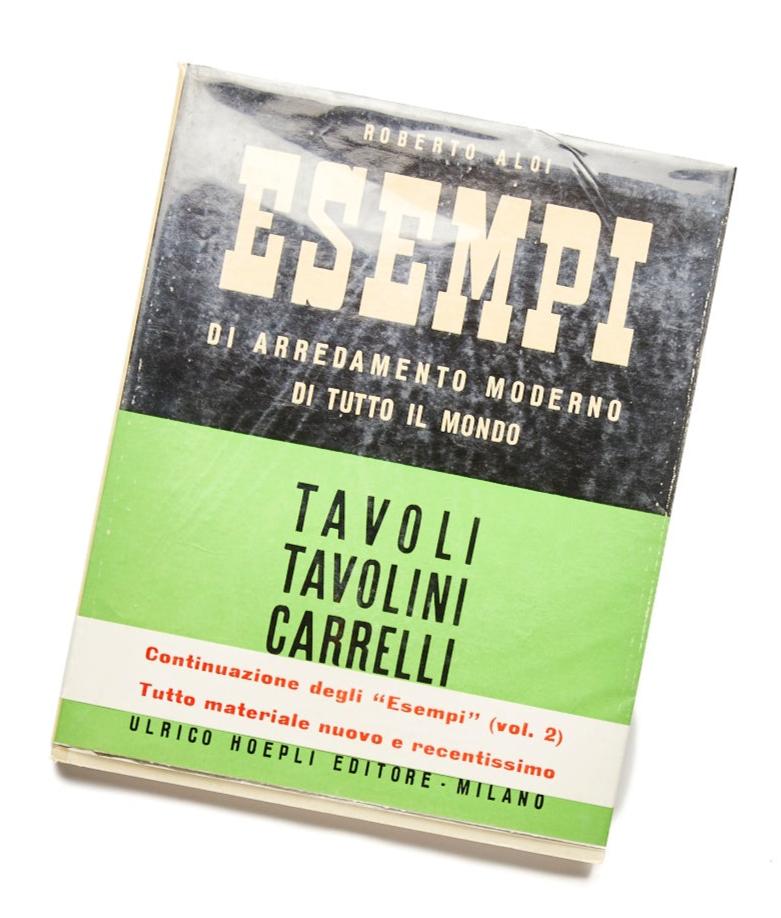 ROBERTO ALOI
ESEMPI
DI ARREDAMENTO MODERNO
DI TUTTO IL MONDO
TAVOLI
TAVOLINI
CARRELLI
Continuazione degli “Esempi” (vol. 2)
Tutto materiale nuovo e recentissimo
ULRICO HOEPLI EDITORE - MILANO